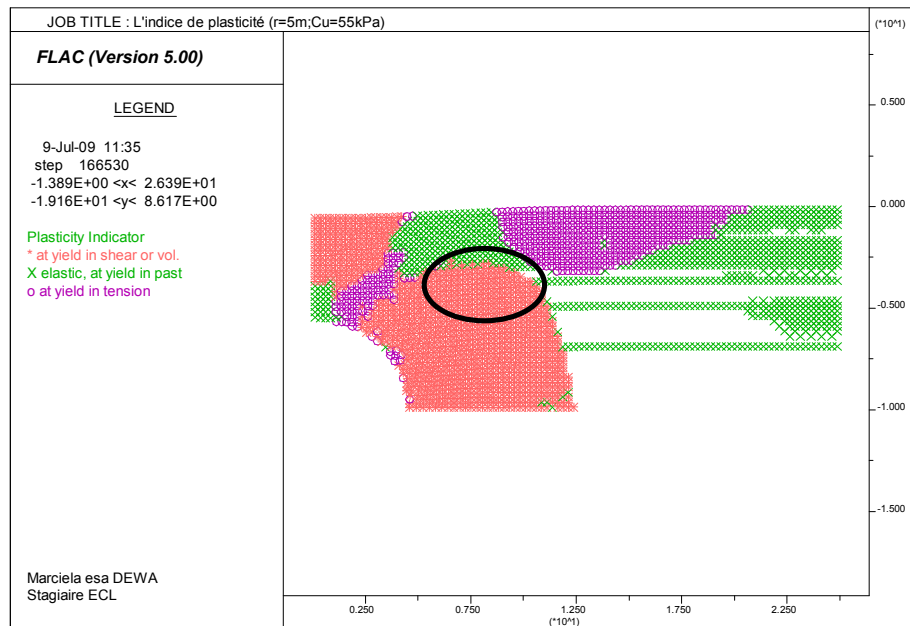 JOB TITLE : L'indice de plasticité (r=5m;Cu=55kPa)
(*10^1)
FLAC (Version 5.00)
LEGEND
9-Jul-09 11:35
step 166530
-1.389E+00 <x< 2.639E+01
-1.916E+01 <y< 8.617E+00
Plasticity Indicator
* at yield in shear or vol.
X elastic, at yield in past
o at yield in tension
Marciela esa DEWA
Stagiaire ECL
0.500
0.000
-0.500
-1.000
-1.500
0.250 0.750 1.250 1.750 2.250
(*10^1)